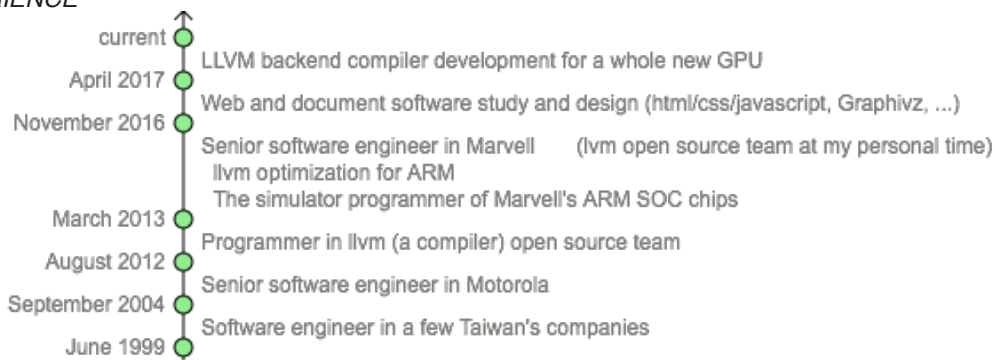 current
LLVM backend compiler development for a whole new GPU
April 2017
Web and document software study and design (html/css/javascript, Graphivz, ...)
November 2016
Senior software engineer in Marvell (lvm open source team at my personal time)
llvm optimization for ARM
The simulator programmer of Marvell's ARM SOC chips
March 2013
Programmer in llvm (a compiler) open source team
August 2012
Senior software engineer in Motorola
September 2004
Software engineer in a few Taiwan's companies
June 1999